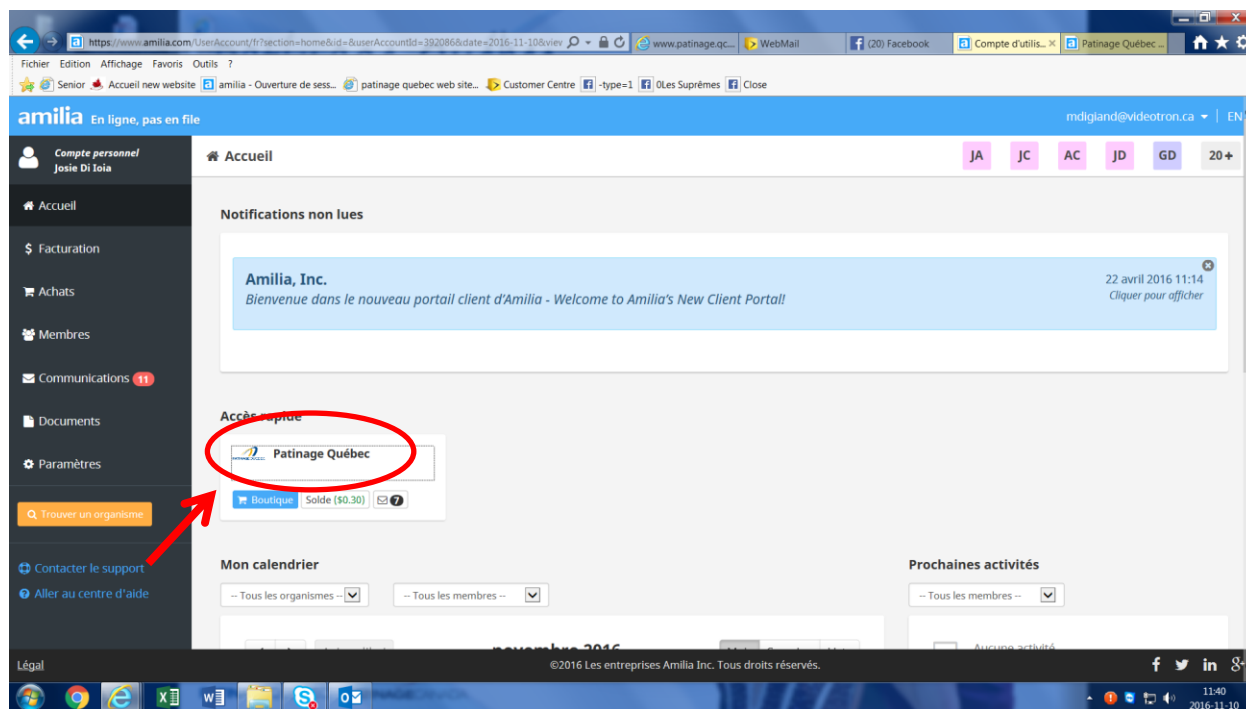 https://www.amilia.com/UserAccount/fr?section=home&id=&userAccountId=392086&date=2016-11-10&viev
www.patinage.qc...
WebMail
(20) Facebook
Compte d'utilis...
Patinage Québec ...
Fichier Edition Affichage Favoris Outils ?
Senior Accueil new website amilia - Ouverture de sess... patinage quebec web site... Customer Centre -type=1 0Les Suprêmes Close
amilia En ligne, pas en file
mdigiand@videotron.ca | EN
Compte personnel
Josie Di Ioia
Accueil
JA JC AC JD GD 20+
Accueil
Facturation
Achats
Membres
Communications 11
Documents
Paramètres
Trouver un organisme
Contacter le support
Aller au centre d'aide
Notifications non lues
Amilia, Inc.
Bienvenue dans le nouveau portail client d'Amilia - Welcome to Amilia's New Client Portal!
22 avril 2016 11:14
Cliquer pour afficher
Accès rapide
Patinage Québec
Boutique Solde ($0.30) 7
Mon calendrier
-- Tous les organismes -- -- Tous les membres --
Prochaines activités
-- Tous les membres --
novembre 2016
Aucune activité
Légal
©2016 Les entreprises Amilia Inc. Tous droits réservés.
11:40
2016-11-10